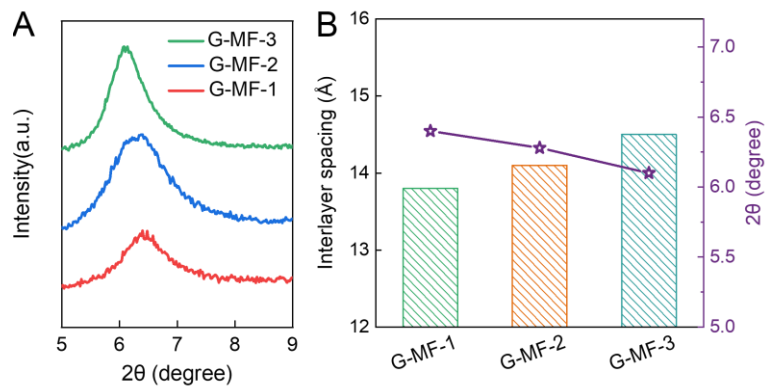 A
Intensity(a.u.)
G-MF-3
G-MF-2
G-MF-1
5 6 7 8 9
2θ (degree)
B
Interlayer spacing (Å)
16
15
14
13
12
G-MF-1 G-MF-2 G-MF-3
7.0
6.5
6.0
5.5
5.0
2θ (degree)